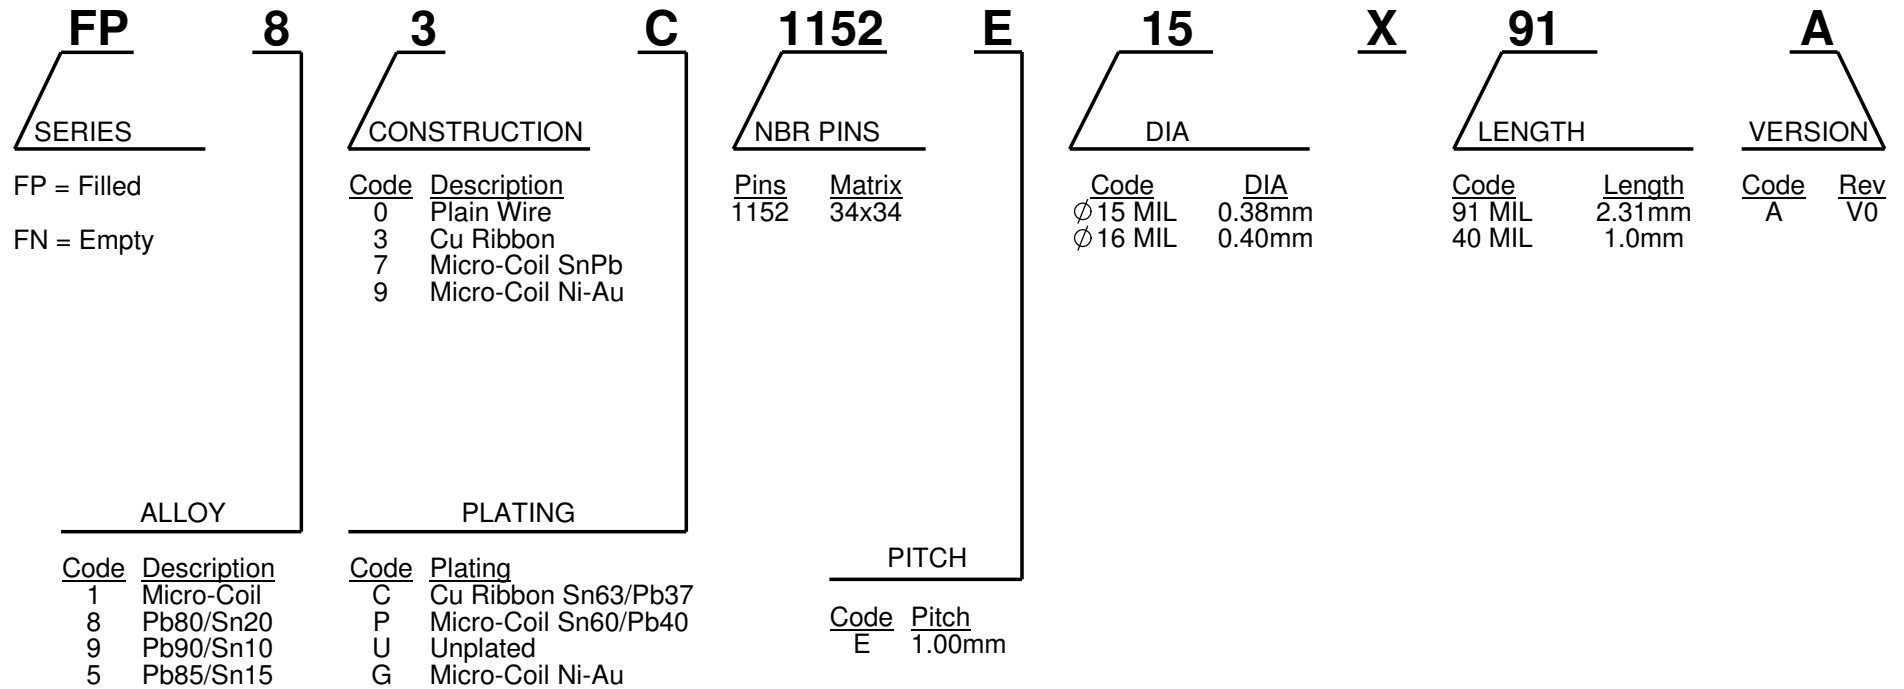 FP 8 3 C 1152 E 15 X 91 A
SERIES CONSTRUCTION NBR PINS DIA LENGTH VERSION
FP = Filled
FN = Empty
Code Description
0 Plain Wire
3 Cu Ribbon
7 Micro-Coil SnPb
9 Micro-Coil Ni-Au
Pins Matrix
1152 34x34
Code DIA
∅15 MIL 0.38mm
∅16 MIL 0.40mm
Code Length
91 MIL 2.31mm
40 MIL 1.0mm
Code Rev
A V0
ALLOY
Code Description
1 Micro-Coil
8 Pb80/Sn20
9 Pb90/Sn10
5 Pb85/Sn15
PLATING
Code Plating
C Cu Ribbon Sn63/Pb37
P Micro-Coil Sn60/Pb40
U Unplated
G Micro-Coil Ni-Au
PITCH
Code Pitch
E 1.00mm